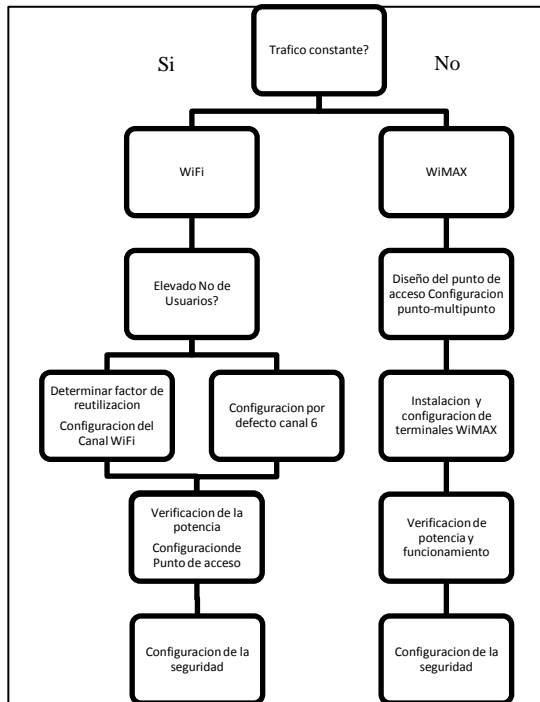 Trafico constante?
Si
No
WiFi
WiMAX
Elevado No de
Usuarios?
Diseño del punto de
acceso Configuracion
punto-multipunto
Determinar factor de
reutilizacion
Configuracion del
Canal WiFi
Configuracion por
defecto canal 6
Instalacion y
configuracion de
terminales WiMAX
Verificacion de la
potencia
Configuracionde
Punto de acceso
Verificacion de
potencia y
funcionamiento
Configuracion de la
seguridad
Configuracion de la
seguridad